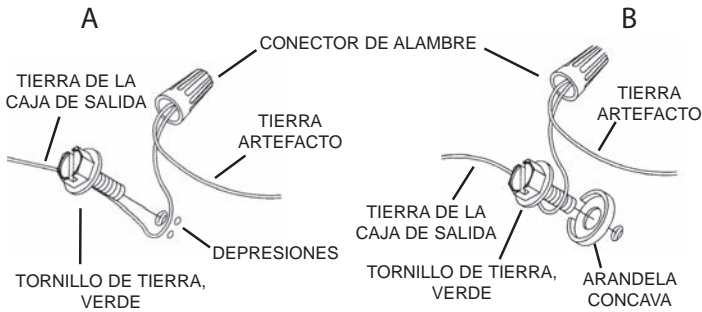 A
B
CONECTOR DE ALAMBRE
TIERRA DE LA
CAJA DE SALIDA
TIERRA
ARTEFACTO
TIERRA
ARTEFACTO
TIERRA DE LA
CAJA DE SALIDA
DEPRESIONES
TORNILLO DE TIERRA,
VERDE
TORNILLO DE TIERRA,
VERDE
ARANDELA
CONCAVA